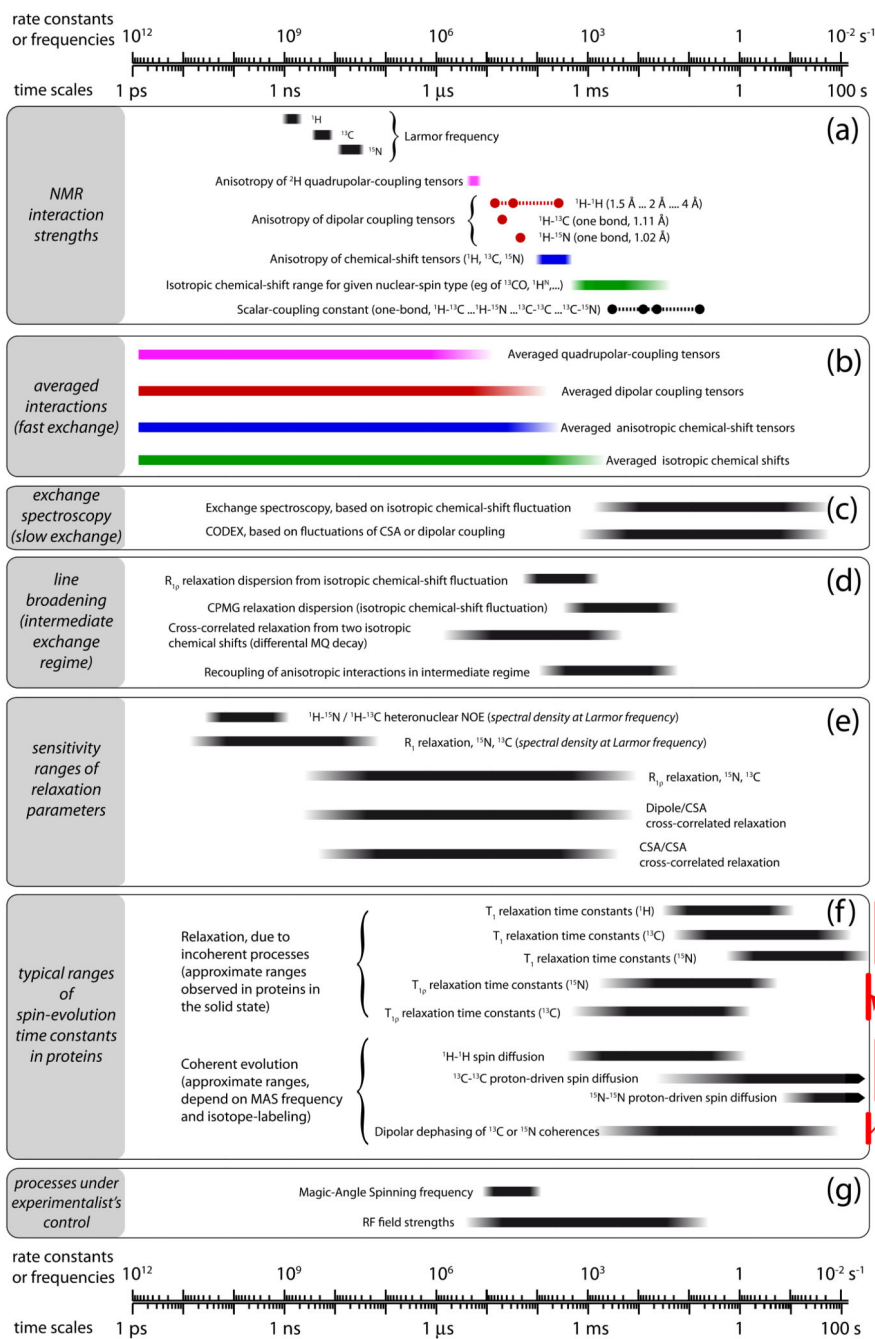 rate constants
or frequencies
10¹² 10⁹ 10⁶ 10³ 1 10⁻² s⁻¹
time scales 1 ps 1 ns 1 μs 1 ms 1 100 s
(a)
NMR
interaction
strengths
¹H
¹³C
¹⁵N
Larmor frequency
Anisotropy of ²H quadrupolar-coupling tensors
Anisotropy of dipolar coupling tensors
¹H-¹H (1.5 Å ... 2 Å .... 4 Å)
¹H-¹³C (one bond, 1.11 Å)
¹H-¹⁵N (one bond, 1.02 Å)
Anisotropy of chemical-shift tensors (¹H, ¹³C, ¹⁵N)
Isotropic chemical-shift range for given nuclear-spin type (eg of ¹³CO, ¹Hᴺ,...)
Scalar-coupling constant (one-bond, ¹H-¹³C ...¹H-¹⁵N ...¹³C-¹³C ...¹³C-¹⁵N)
(b)
averaged
interactions
(fast exchange)
Averaged quadrupolar-coupling tensors
Averaged dipolar coupling tensors
Averaged anisotropic chemical-shift tensors
Averaged isotropic chemical shifts
(c)
exchange
spectroscopy
(slow exchange)
Exchange spectroscopy, based on isotropic chemical-shift fluctuation
CODEX, based on fluctuations of CSA or dipolar coupling
(d)
line
broadening
(intermediate
exchange
regime)
R₁ᵨ relaxation dispersion from isotropic chemical-shift fluctuation
CPMG relaxation dispersion (isotropic chemical-shift fluctuation)
Cross-correlated relaxation from two isotropic
chemical shifts (differental MQ decay)
Recoupling of anisotropic interactions in intermediate regime
(e)
sensitivity
ranges of
relaxation
parameters
¹H-¹⁵N / ¹H-¹³C heteronuclear NOE (spectral density at Larmor frequency)
R₁ relaxation, ¹⁵N, ¹³C (spectral density at Larmor frequency)
R₁ᵨ relaxation, ¹⁵N, ¹³C
Dipole/CSA
cross-correlated relaxation
CSA/CSA
cross-correlated relaxation
(f)
typical ranges
of
spin-evolution
time constants
in proteins
Relaxation, due to
incoherent processes
(approximate ranges
observed in proteins in
the solid state)
T₁ relaxation time constants (¹H)
T₁ relaxation time constants (¹³C)
T₁ relaxation time constants (¹⁵N)
T₁ᵨ relaxation time constants (¹⁵N)
T₁ᵨ relaxation time constants (¹³C)
Coherent evolution
(approximate ranges,
depend on MAS frequency
and isotope-labeling)
¹H-¹H spin diffusion
¹³C-¹³C proton-driven spin diffusion
¹⁵N-¹⁵N proton-driven spin diffusion
Dipolar dephasing of ¹³C or ¹⁵N coherences
(g)
processes under
experimentalist's
control
Magic-Angle Spinning frequency
RF field strengths
rate constants
or frequencies
10¹² 10⁹ 10⁶ 10³ 1 10⁻² s⁻¹
time scales 1 ps 1 ns 1 μs 1 ms 1 100 s